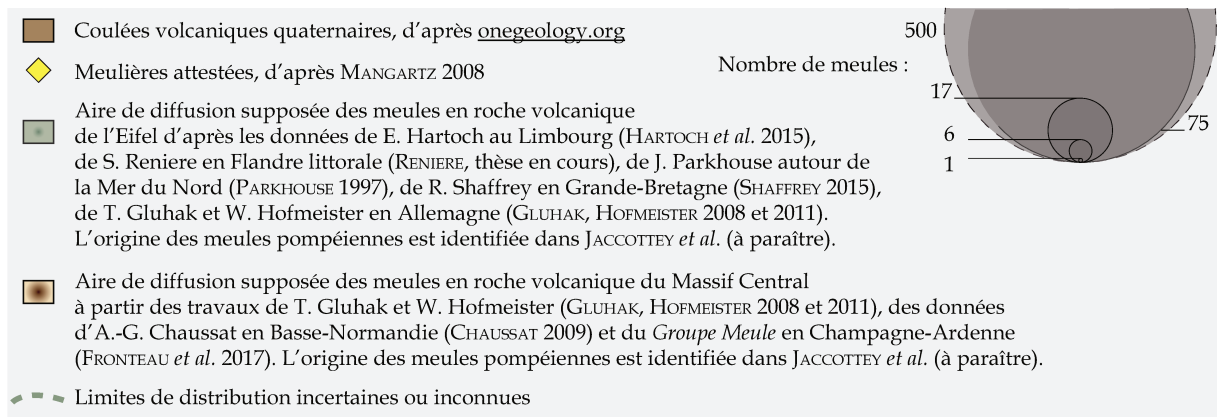 Coulées volcaniques quaternaires, d'après onegeology.org
Meulières attestées, d'après MANGARTZ 2008
Aire de diffusion supposée des meules en roche volcanique
de l'Eifel d'après les données de E. Hartoch au Limbourg (HARTOCH et al. 2015),
de S. Reniere en Flandre littorale (RENIERE, thèse en cours), de J. Parkhouse autour de
la Mer du Nord (PARKHOUSE 1997), de R. Shaffrey en Grande-Bretagne (SHAFFREY 2015),
de T. Gluhak et W. Hofmeister en Allemagne (GLUHAK, HOFMEISTER 2008 et 2011).
L'origine des meules pompéiennes est identifiée dans JACCOTTEY et al. (à paraître).
Aire de diffusion supposée des meules en roche volcanique du Massif Central
à partir des travaux de T. Gluhak et W. Hofmeister (GLUHAK, HOFMEISTER 2008 et 2011), des données
d'A.-G. Chaussat en Basse-Normandie (CHAUSSAT 2009) et du Groupe Meule en Champagne-Ardenne
(FRONTEAU et al. 2017). L'origine des meules pompéiennes est identifiée dans JACCOTTEY et al. (à paraître).
Limites de distribution incertaines ou inconnues
Nombre de meules :
500
17
75
6
1